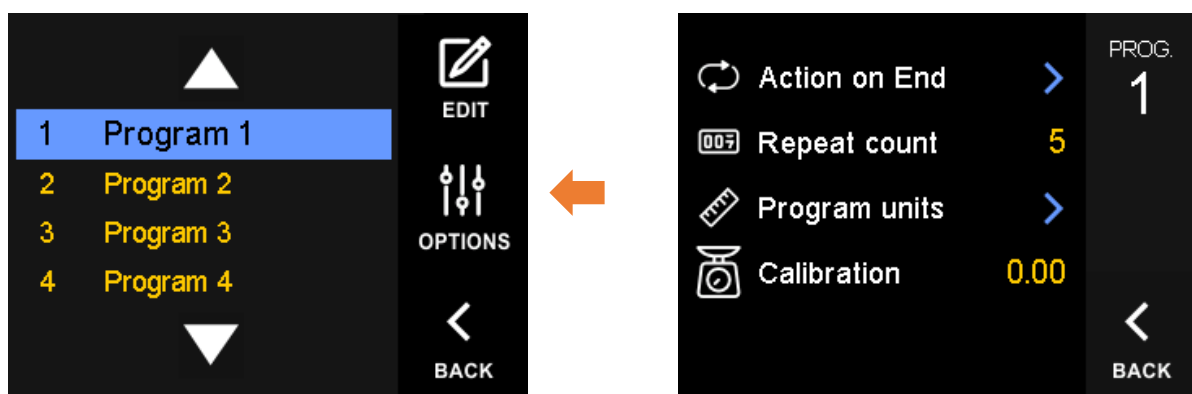 EDIT
1 Program 1
2 Program 2
3 Program 3
4 Program 4
OPTIONS
BACK
PROG.
1
Action on End
007 Repeat count 5
Program units
Calibration 0.00
BACK